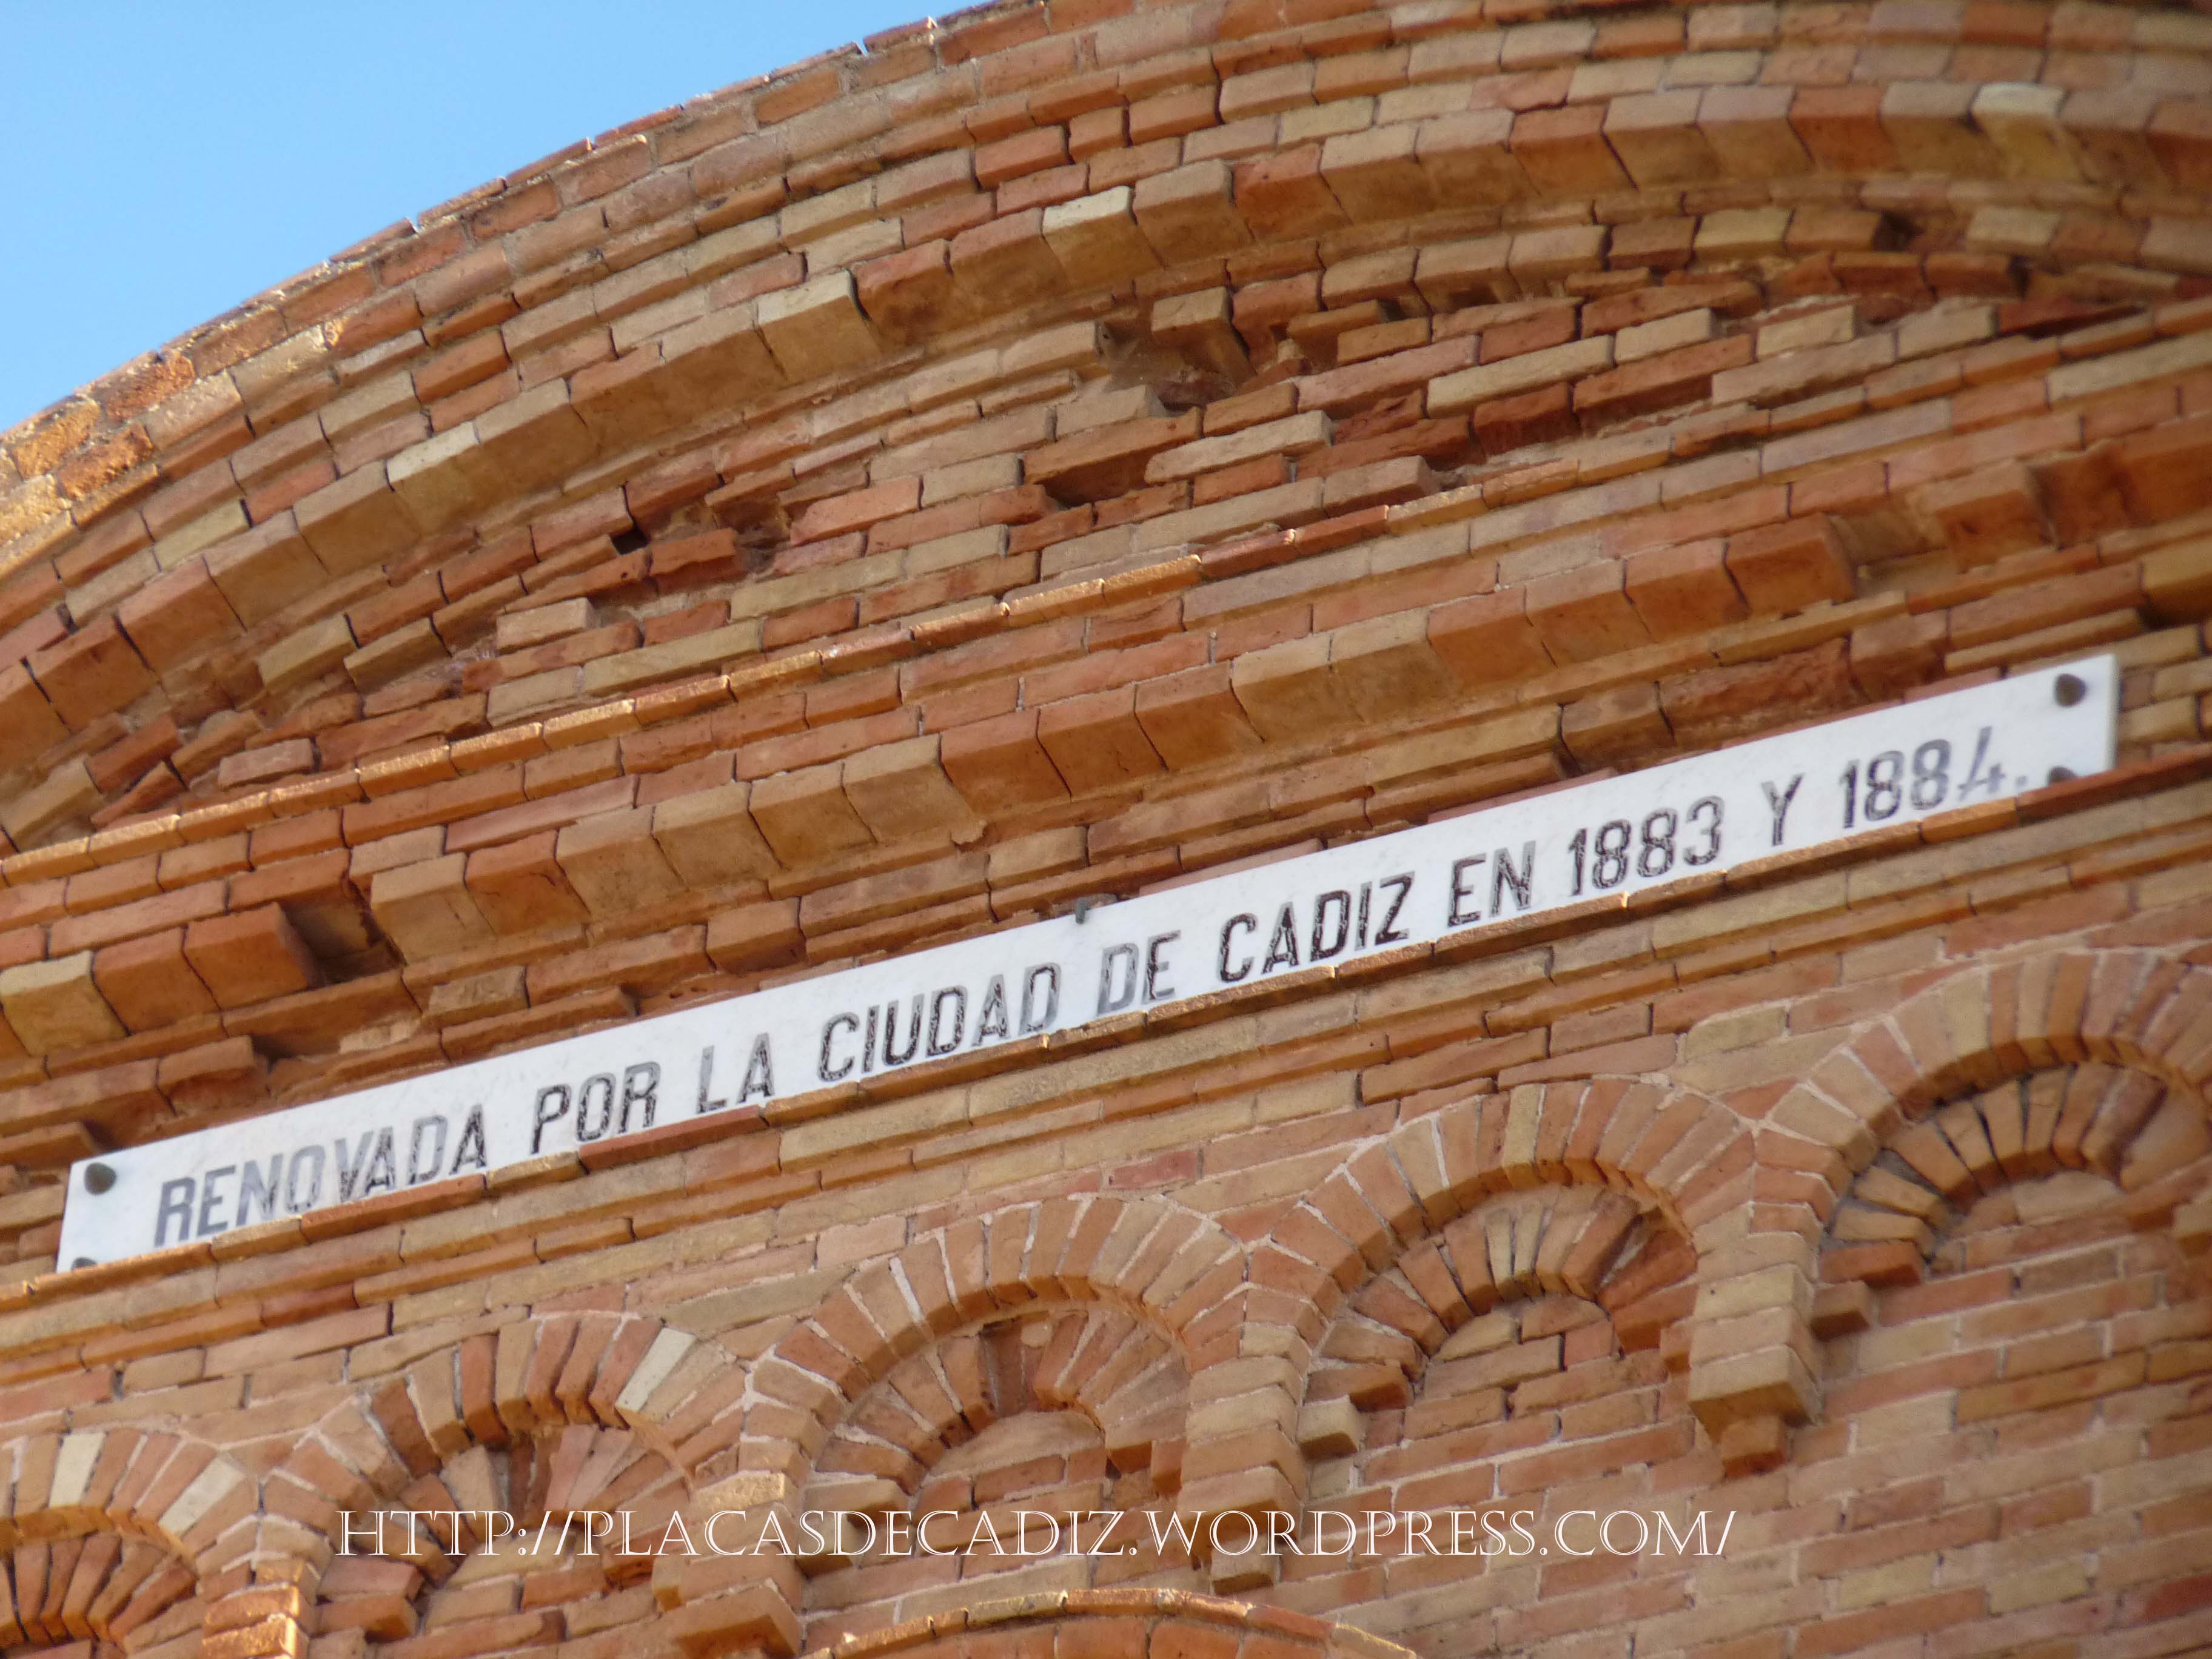 RENOVADA POR LA CIUDAD DE CADIZ EN 1883 Y 1884.
HTTP://PLACASDECADIZ.WORDPRESS.COM/